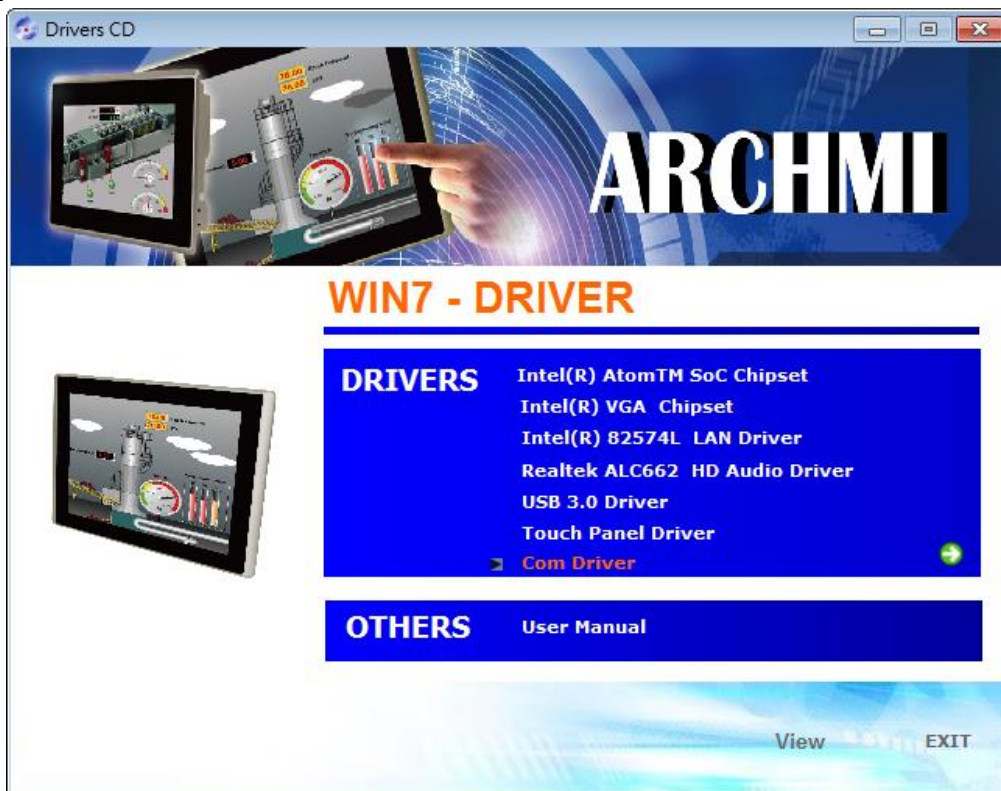 Drivers CD
ARCHMI
WIN7 - DRIVER
DRIVERS
Intel(R) AtomTM SoC Chipset
Intel(R) VGA Chipset
Intel(R) 82574L LAN Driver
Realtek ALC662 HD Audio Driver
USB 3.0 Driver
Touch Panel Driver
Com Driver
OTHERS
User Manual
View
EXIT